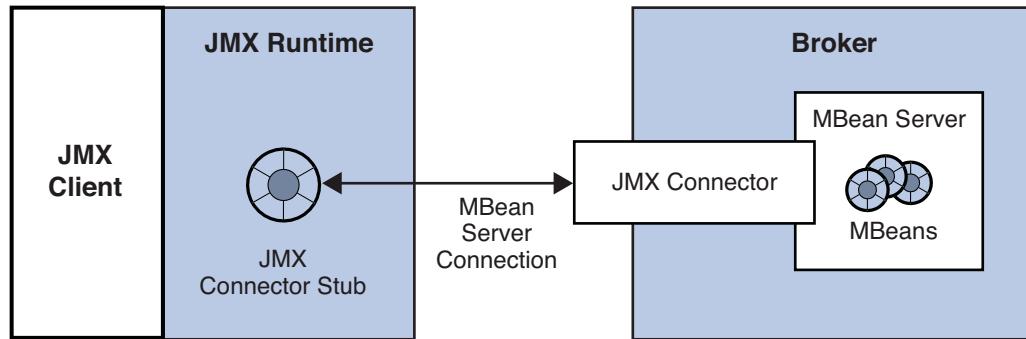 JMX Runtime
Broker
MBean Server
JMX
Client
JMX Connector
MBean
Server
Connection
MBeans
JMX
Connector Stub